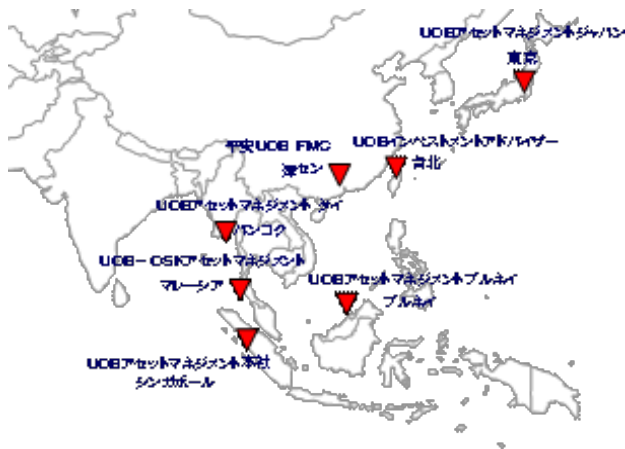 UOBアセットマネジメントジャパン
東京
平安UOB FMC
深セン
UOBインベストメントアドバイザー
台北
UOBアセットマネジメント タイ
バンコク
UOB－OSKアセットマネジメント
マレーシア
UOBアセットマネジメントブルネイ
ブルネイ
UOBアセットマネジメント本社
シンガポール